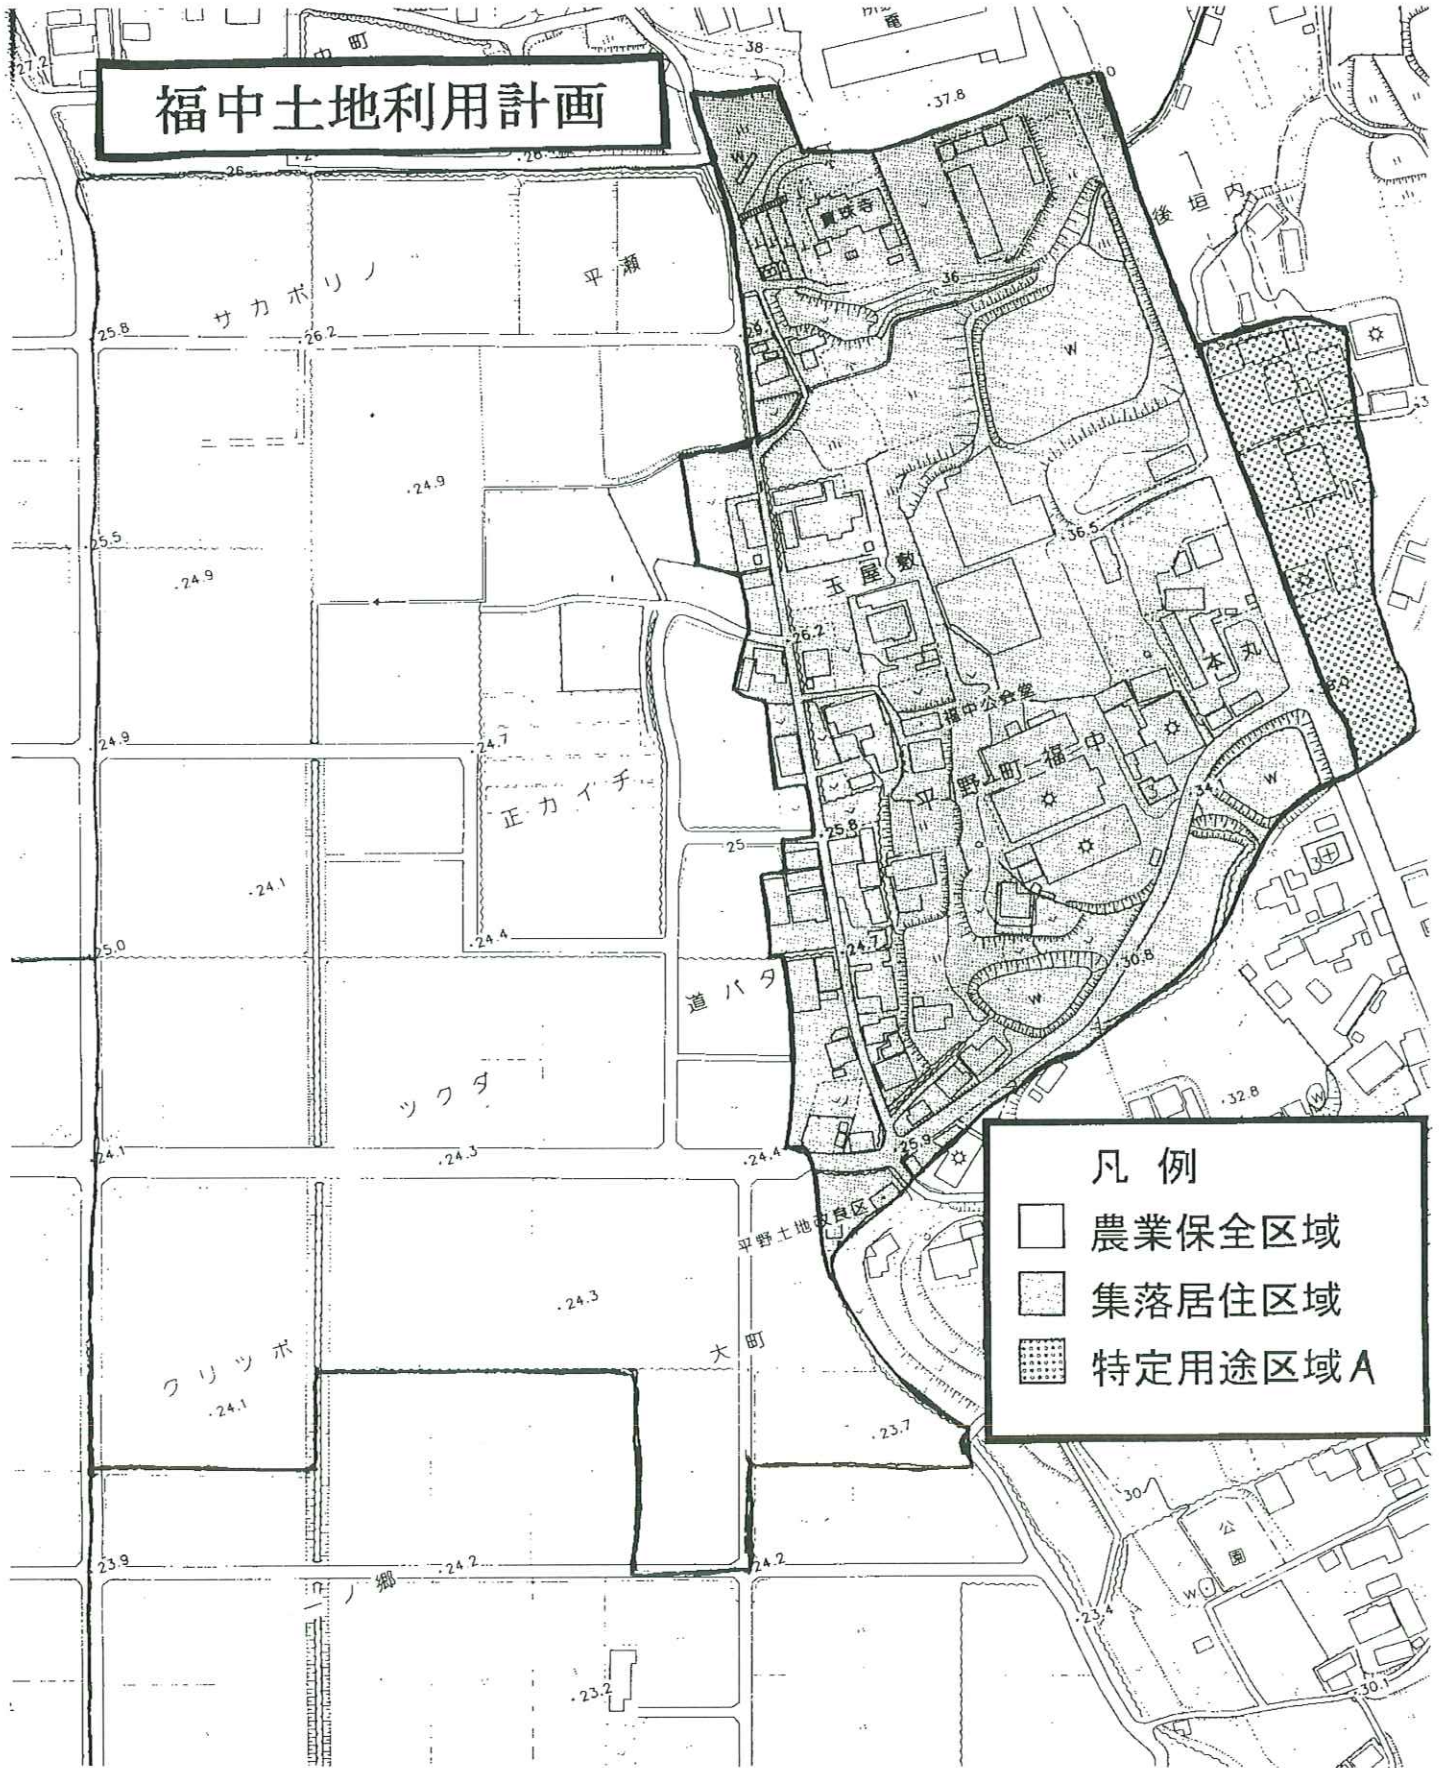 福中土地利用計画
中町
38
37.8
27.2
26
後垣内
寶珠寺
サカボリノ
平瀬
36
25.8
26.2
W
24.9
36.5
25.5
24.9
玉屋敷
26.2
本丸
福中公会堂
24.9
24.7
平野町福中
W
34
正カイチ
25.8
25
24.1
24.4
24.7
25.0
30.8
道バタ
W
ツクダ
32.8
W
24.1
24.3
24.4
25.9
平野土地改良区
凡例
農業保全区域
集落居住区域
特定用途区域A
24.3
大町
クリツボ
24.1
23.7
30
公園
23.9
24.2
24.2
W
23.4
23.2
30.1